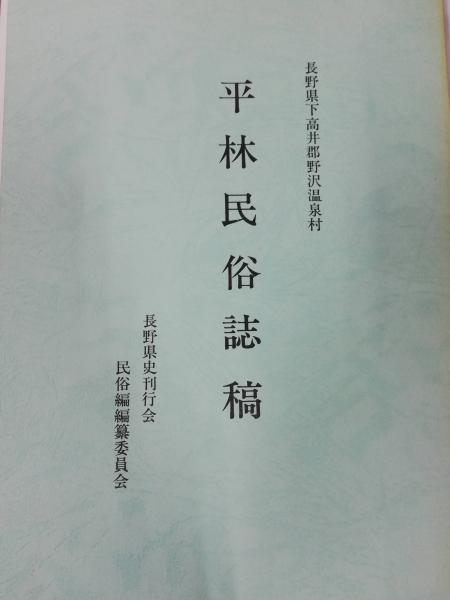 長野県下高井郡野沢温泉村
平林民俗誌稿
長野県史刊行会
民俗編編纂委員会